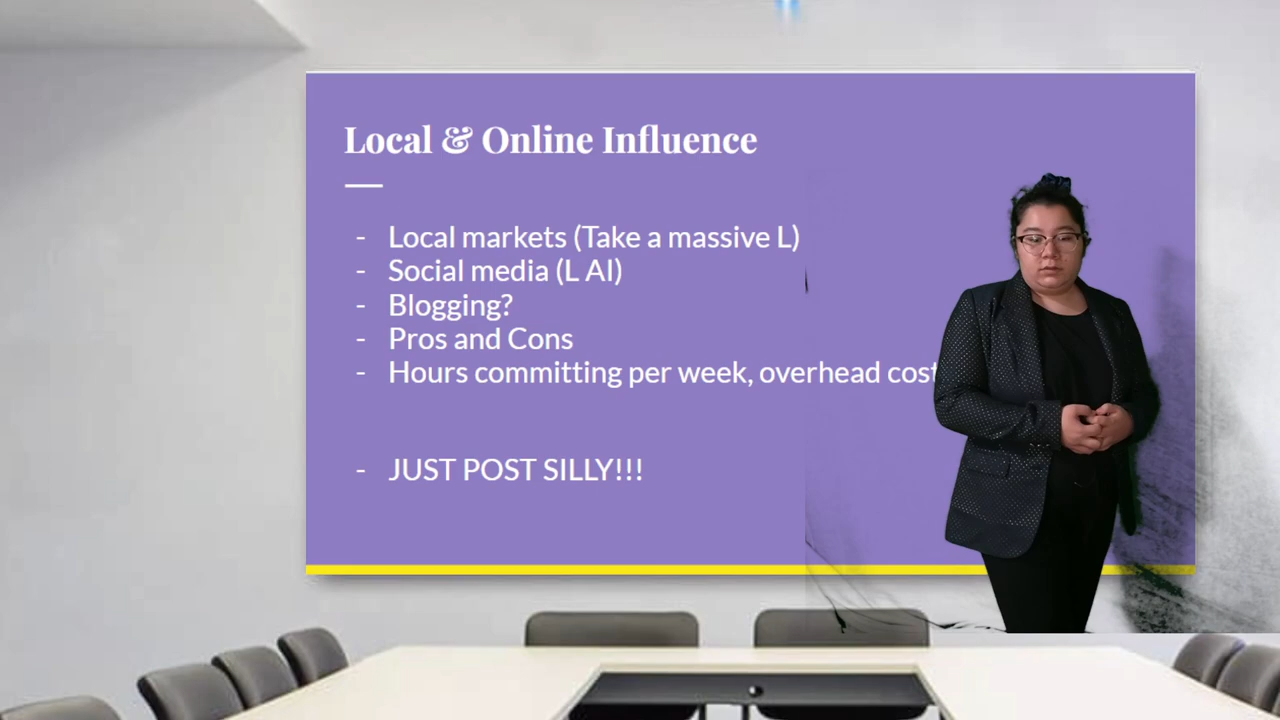 Local & Online Influence
- Local markets (Take a massive L)
- Social media (L AI)
- Blogging?
- Pros and Cons
- Hours committing per week, overhead cost
- JUST POST SILLY!!!